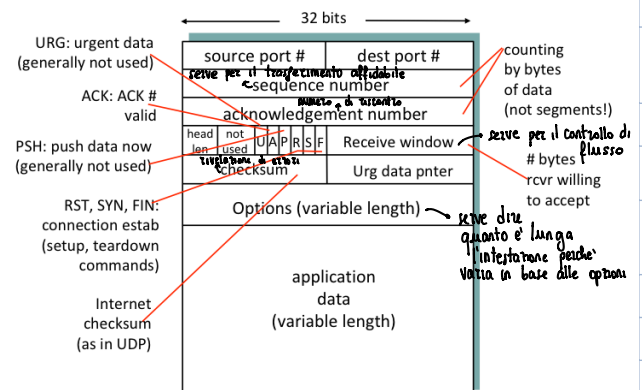 32 bits
URG: urgent data
(generally not used)
ACK: ACK #
valid
PSH: push data now
(generally not used)
RST, SYN, FIN:
connection estab
(setup, teardown
commands)
Internet
checksum
(as in UDP)
source port #
dest port #
serve per il trasferimento affidabile
sequence number
numero di riscontro
acknowledgement number
head
len
not
used
U A P R S F
Receive window
rivelazione di errori
checksum
Urg data pnter
Options (variable length)
application
data
(variable length)
counting
by bytes
of data
(not segments!)
serve per il controllo di
flusso
# bytes
rcvr willing
to accept
serve dire
quanto è lunga
l'intestazione perché
varia in base alle opzioni